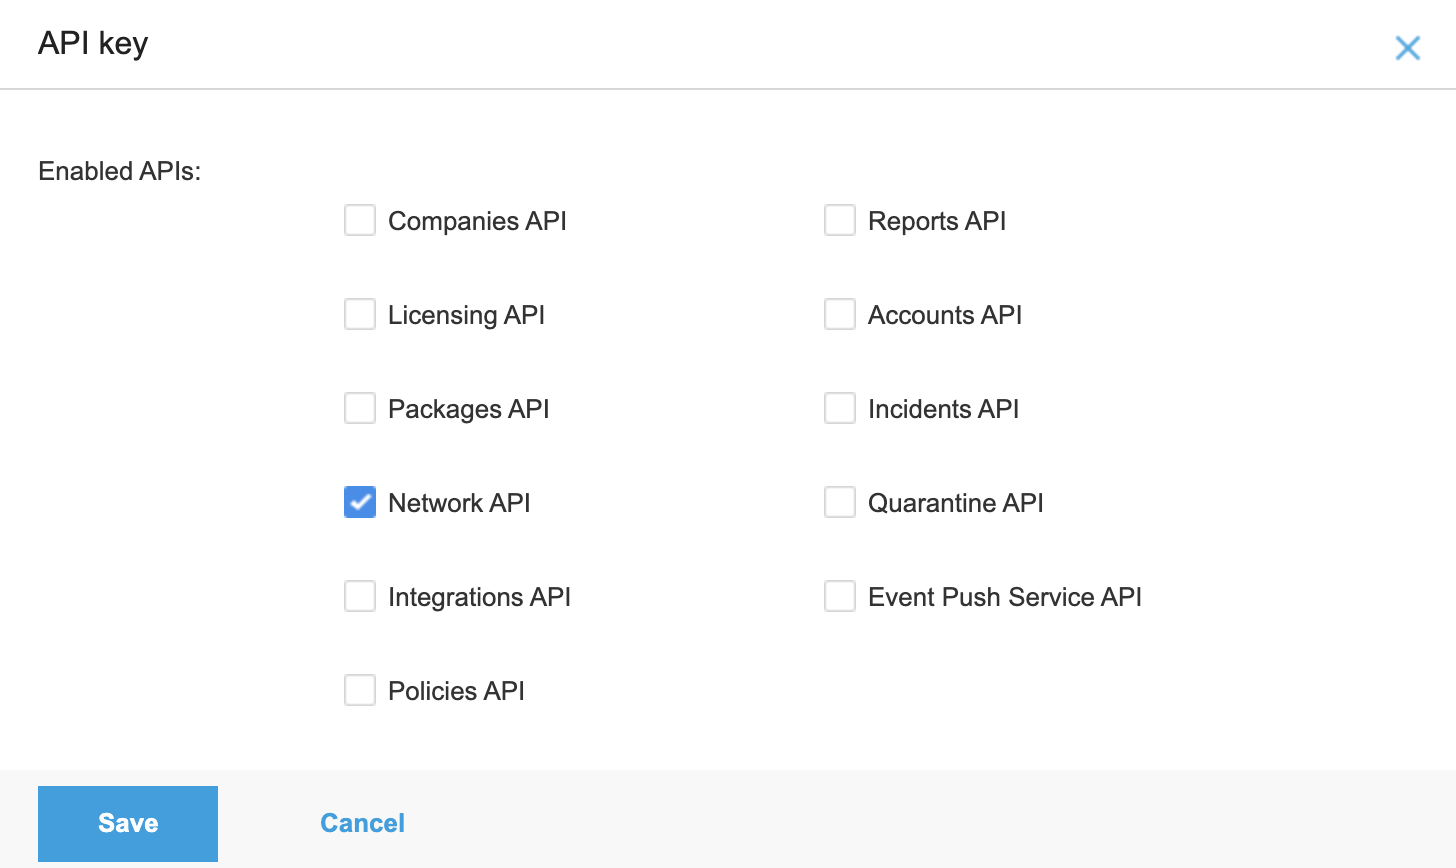 API key
Enabled APIs:
Companies API
Reports API
Licensing API
Accounts API
Packages API
Incidents API
Network API
Quarantine API
Integrations API
Event Push Service API
Policies API
Save
Cancel